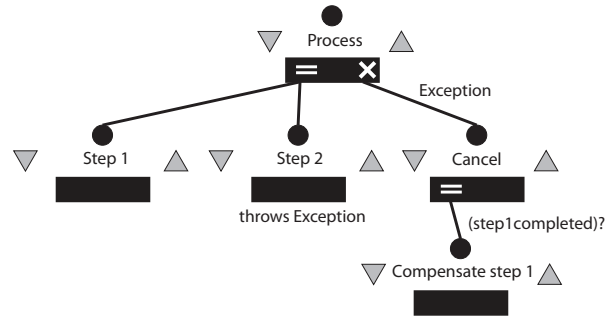 Process
Exception
Step 1
Step 2
Cancel
throws Exception
(step1completed)?
Compensate step 1